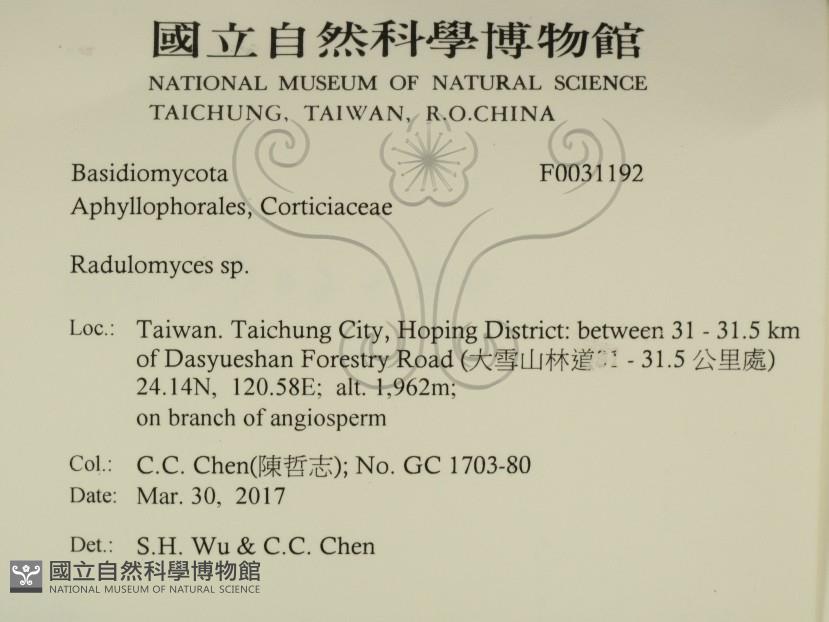 國立自然科學博物館
NATIONAL MUSEUM OF NATURAL SCIENCE
TAICHUNG, TAIWAN, R.O.CHINA
Basidiomycota F0031192
Aphyllophorales, Corticiaceae
Radulomyces sp.
Loc.: Taiwan. Taichung City, Hoping District: between 31 - 31.5 km
of Dasyueshan Forestry Road (大雪山林道31 - 31.5 公里處)
24.14N, 120.58E; alt. 1,962m;
on branch of angiosperm
Col.: C.C. Chen(陳哲志); No. GC 1703-80
Date: Mar. 30, 2017
Det.: S.H. Wu & C.C. Chen
國立自然科學博物館
NATIONAL MUSEUM OF NATURAL SCIENCE